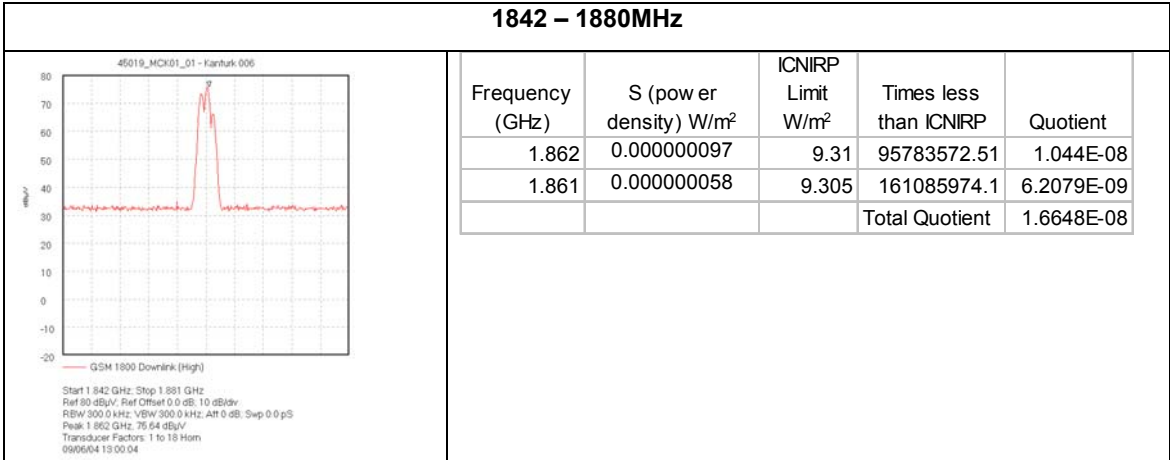 1842 – 1880MHz
45019_MCK01_01 - Kanturk 006
80
70
60
50
40
30
20
10
0
-10
-20
dBµV
GSM 1800 Downlink (High)
Start 1.842 GHz; Stop 1.881 GHz
Ref 80 dBµV; Ref Offset 0.0 dB; 10 dB/div
RBW 300.0 kHz; VBW 300.0 kHz; Att 0 dB; Swp 0.0 pS
Peak 1.862 GHz, 75.64 dBµV
Transducer Factors: 1 to 18 Horn
09/06/04 13:00:04
Frequency (GHz) S (pow er density) W/m² ICNIRP Limit W/m² Times less than ICNIRP Quotient
1.862 0.000000097 9.31 95783572.51 1.044E-08
1.861 0.000000058 9.305 161085974.1 6.2079E-09
Total Quotient 1.6648E-08